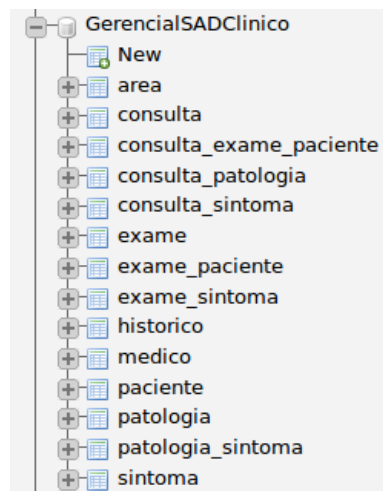 GerencialSADClinico
New
area
consulta
consulta_exame_paciente
consulta_patologia
consulta_sintoma
exame
exame_paciente
exame_sintoma
historico
medico
paciente
patologia
patologia_sintoma
sintoma